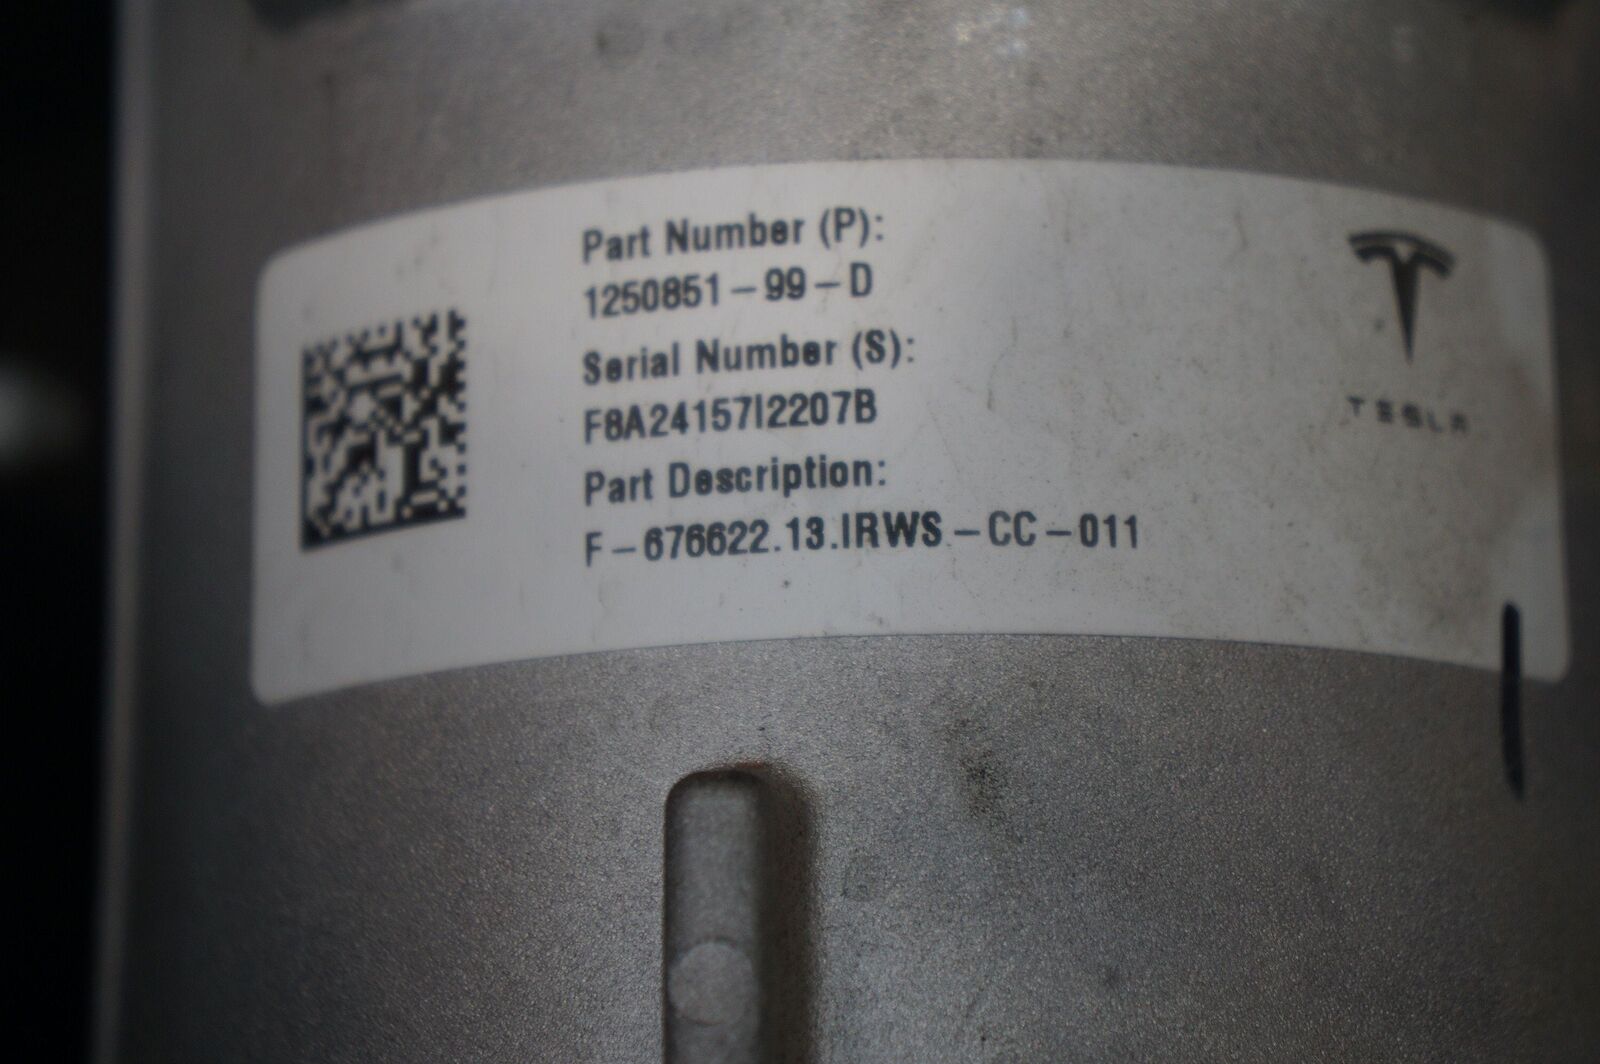 Part Number (P):
1250851-99-D
Serial Number (S):
F8A24157I2207B
Part Description:
F-676622.13.IRWS-CC-011
TESLA